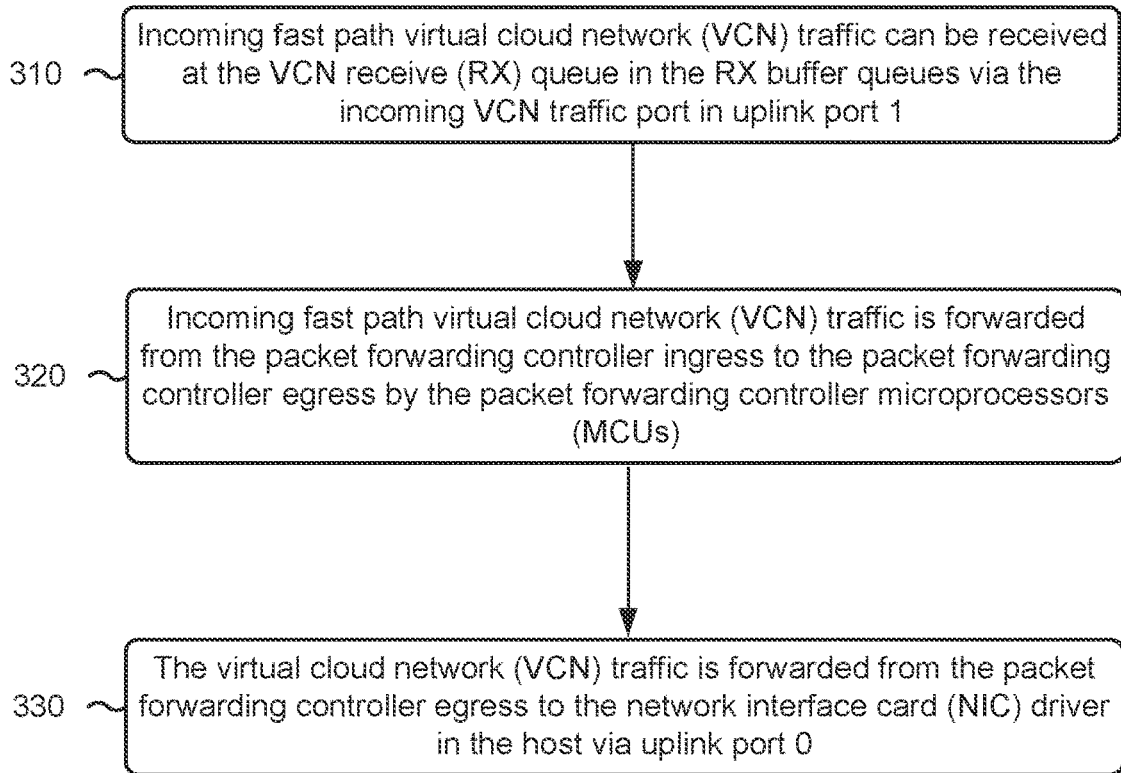 310
Incoming fast path virtual cloud network (VCN) traffic can be received
at the VCN receive (RX) queue in the RX buffer queues via the
incoming VCN traffic port in uplink port 1
320
Incoming fast path virtual cloud network (VCN) traffic is forwarded
from the packet forwarding controller ingress to the packet forwarding
controller egress by the packet forwarding controller microprocessors
(MCUs)
330
The virtual cloud network (VCN) traffic is forwarded from the packet
forwarding controller egress to the network interface card (NIC) driver
in the host via uplink port 0